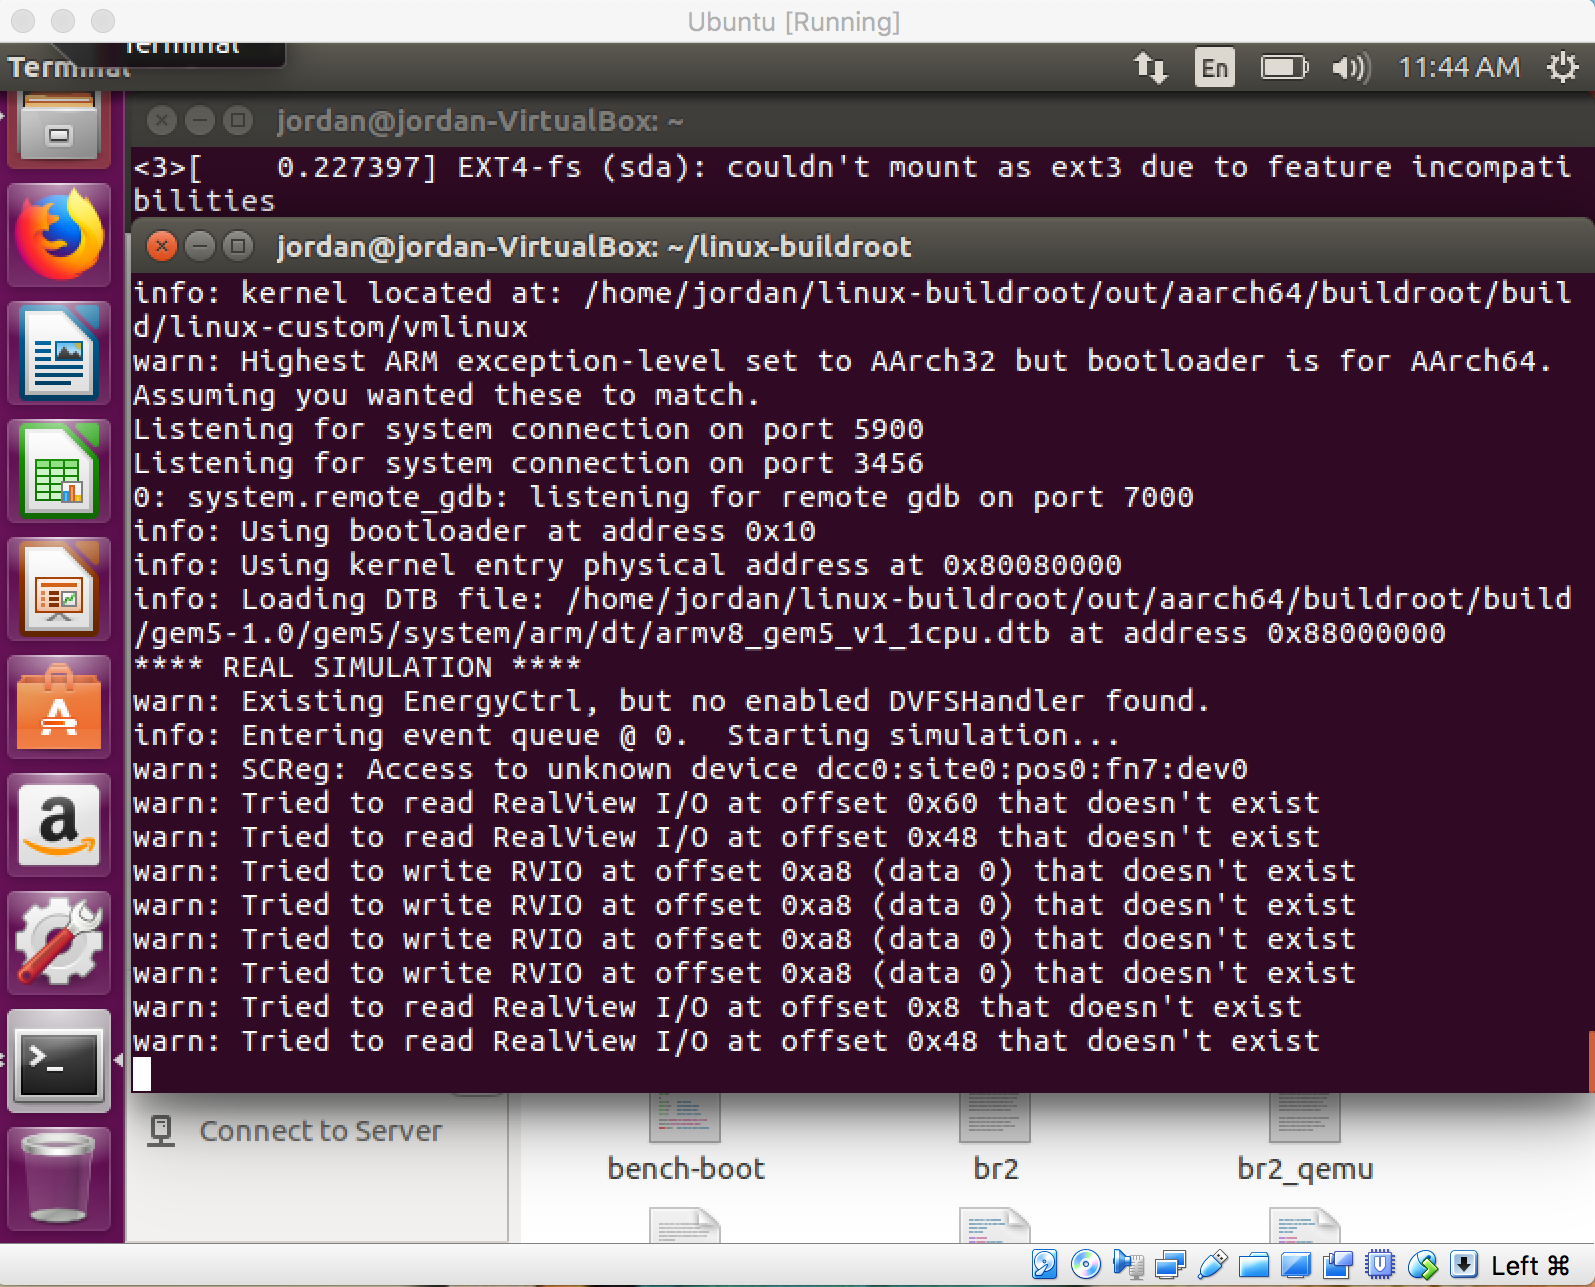 Ubuntu [Running]
Terminal
Terminal
En
11:44 AM
jordan@jordan-VirtualBox: ~
<3>[    0.227397] EXT4-fs (sda): couldn't mount as ext3 due to feature incompati
bilities
jordan@jordan-VirtualBox: ~/linux-buildroot
info: kernel located at: /home/jordan/linux-buildroot/out/aarch64/buildroot/buil
d/linux-custom/vmlinux
warn: Highest ARM exception-level set to AArch32 but bootloader is for AArch64.
Assuming you wanted these to match.
Listening for system connection on port 5900
Listening for system connection on port 3456
0: system.remote_gdb: listening for remote gdb on port 7000
info: Using bootloader at address 0x10
info: Using kernel entry physical address at 0x80080000
info: Loading DTB file: /home/jordan/linux-buildroot/out/aarch64/buildroot/build
/gem5-1.0/gem5/system/arm/dt/armv8_gem5_v1_1cpu.dtb at address 0x88000000
**** REAL SIMULATION ****
warn: Existing EnergyCtrl, but no enabled DVFSHandler found.
info: Entering event queue @ 0.  Starting simulation...
warn: SCReg: Access to unknown device dcc0:site0:pos0:fn7:dev0
warn: Tried to read RealView I/O at offset 0x60 that doesn't exist
warn: Tried to read RealView I/O at offset 0x48 that doesn't exist
warn: Tried to write RVIO at offset 0xa8 (data 0) that doesn't exist
warn: Tried to write RVIO at offset 0xa8 (data 0) that doesn't exist
warn: Tried to write RVIO at offset 0xa8 (data 0) that doesn't exist
warn: Tried to write RVIO at offset 0xa8 (data 0) that doesn't exist
warn: Tried to read RealView I/O at offset 0x8 that doesn't exist
warn: Tried to read RealView I/O at offset 0x48 that doesn't exist
Connect to Server
bench-boot
br2
br2_qemu
Left ⌘